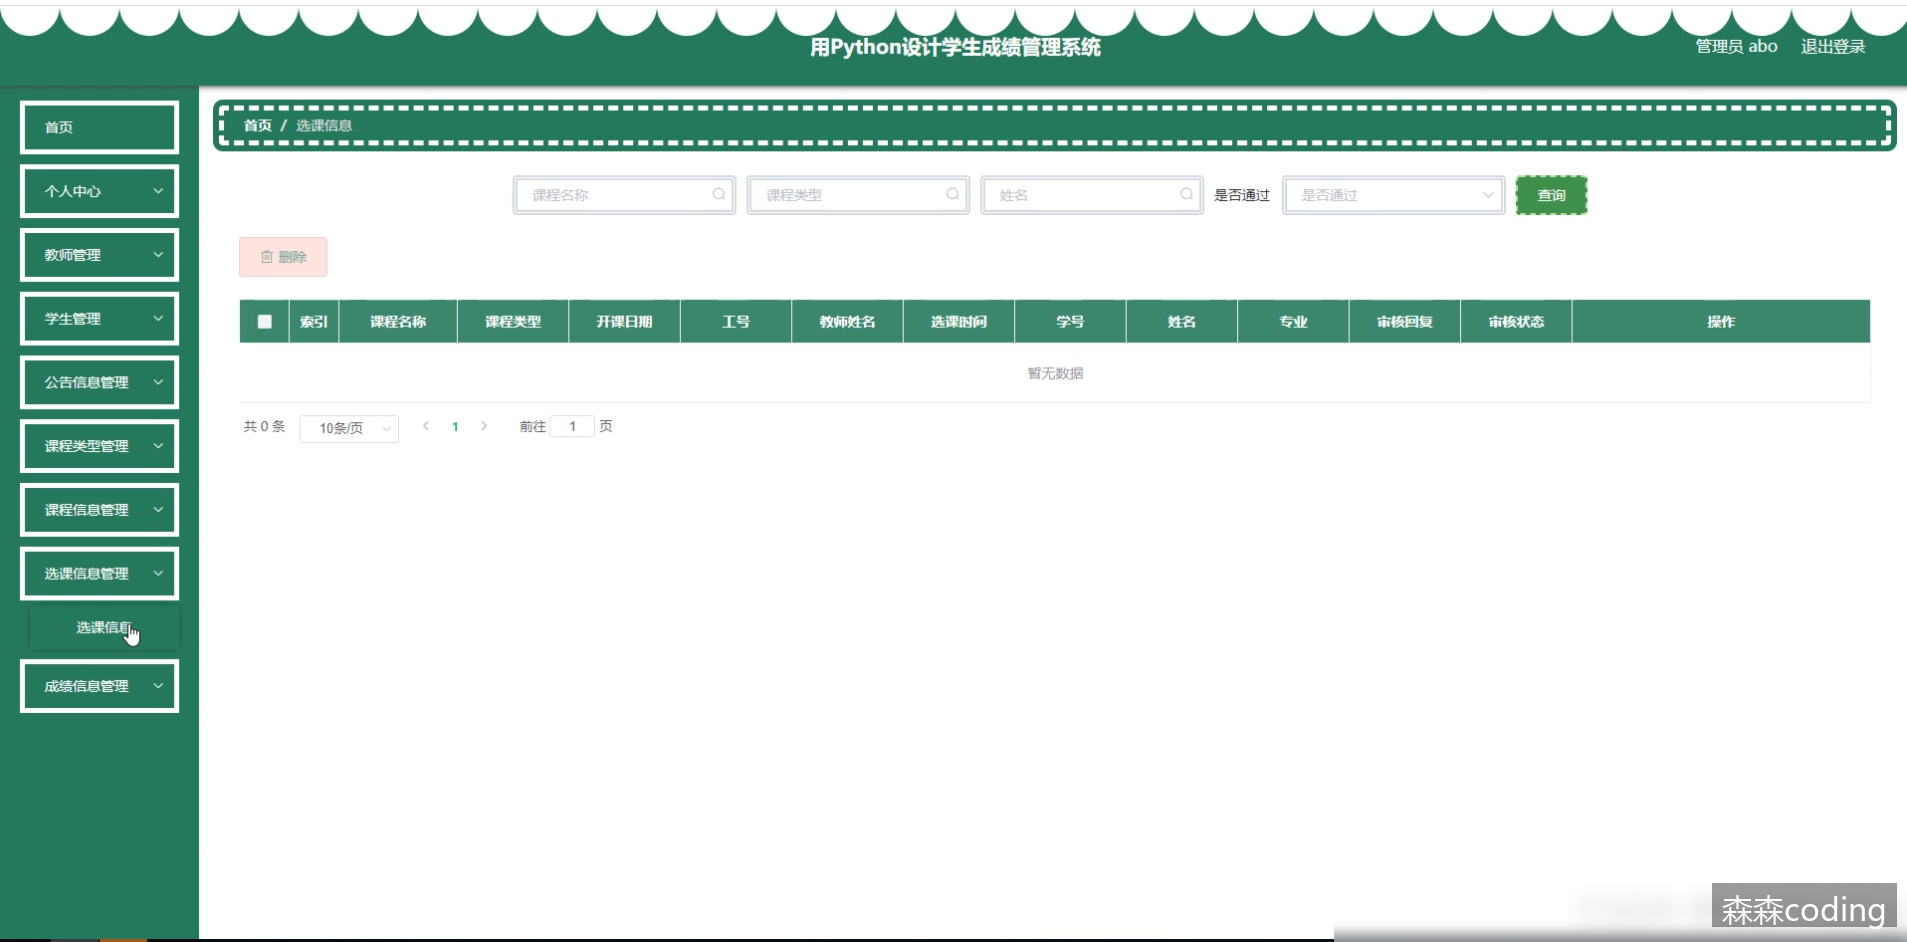 用Python设计学生成绩管理系统
管理员 abo 退出登录
首页
个人中心
教师管理
学生管理
公告信息管理
课程类型管理
课程信息管理
选课信息管理
选课信息
成绩信息管理
首页 / 选课信息
课程名称 课程类型 姓名 是否通过 是否通过 查询
删除
索引 课程名称 课程类型 开课日期 工号 教师姓名 选课时间 学号 姓名 专业 审核回复 审核状态 操作
暂无数据
共 0 条 10条/页 1 前往 1 页
森森coding